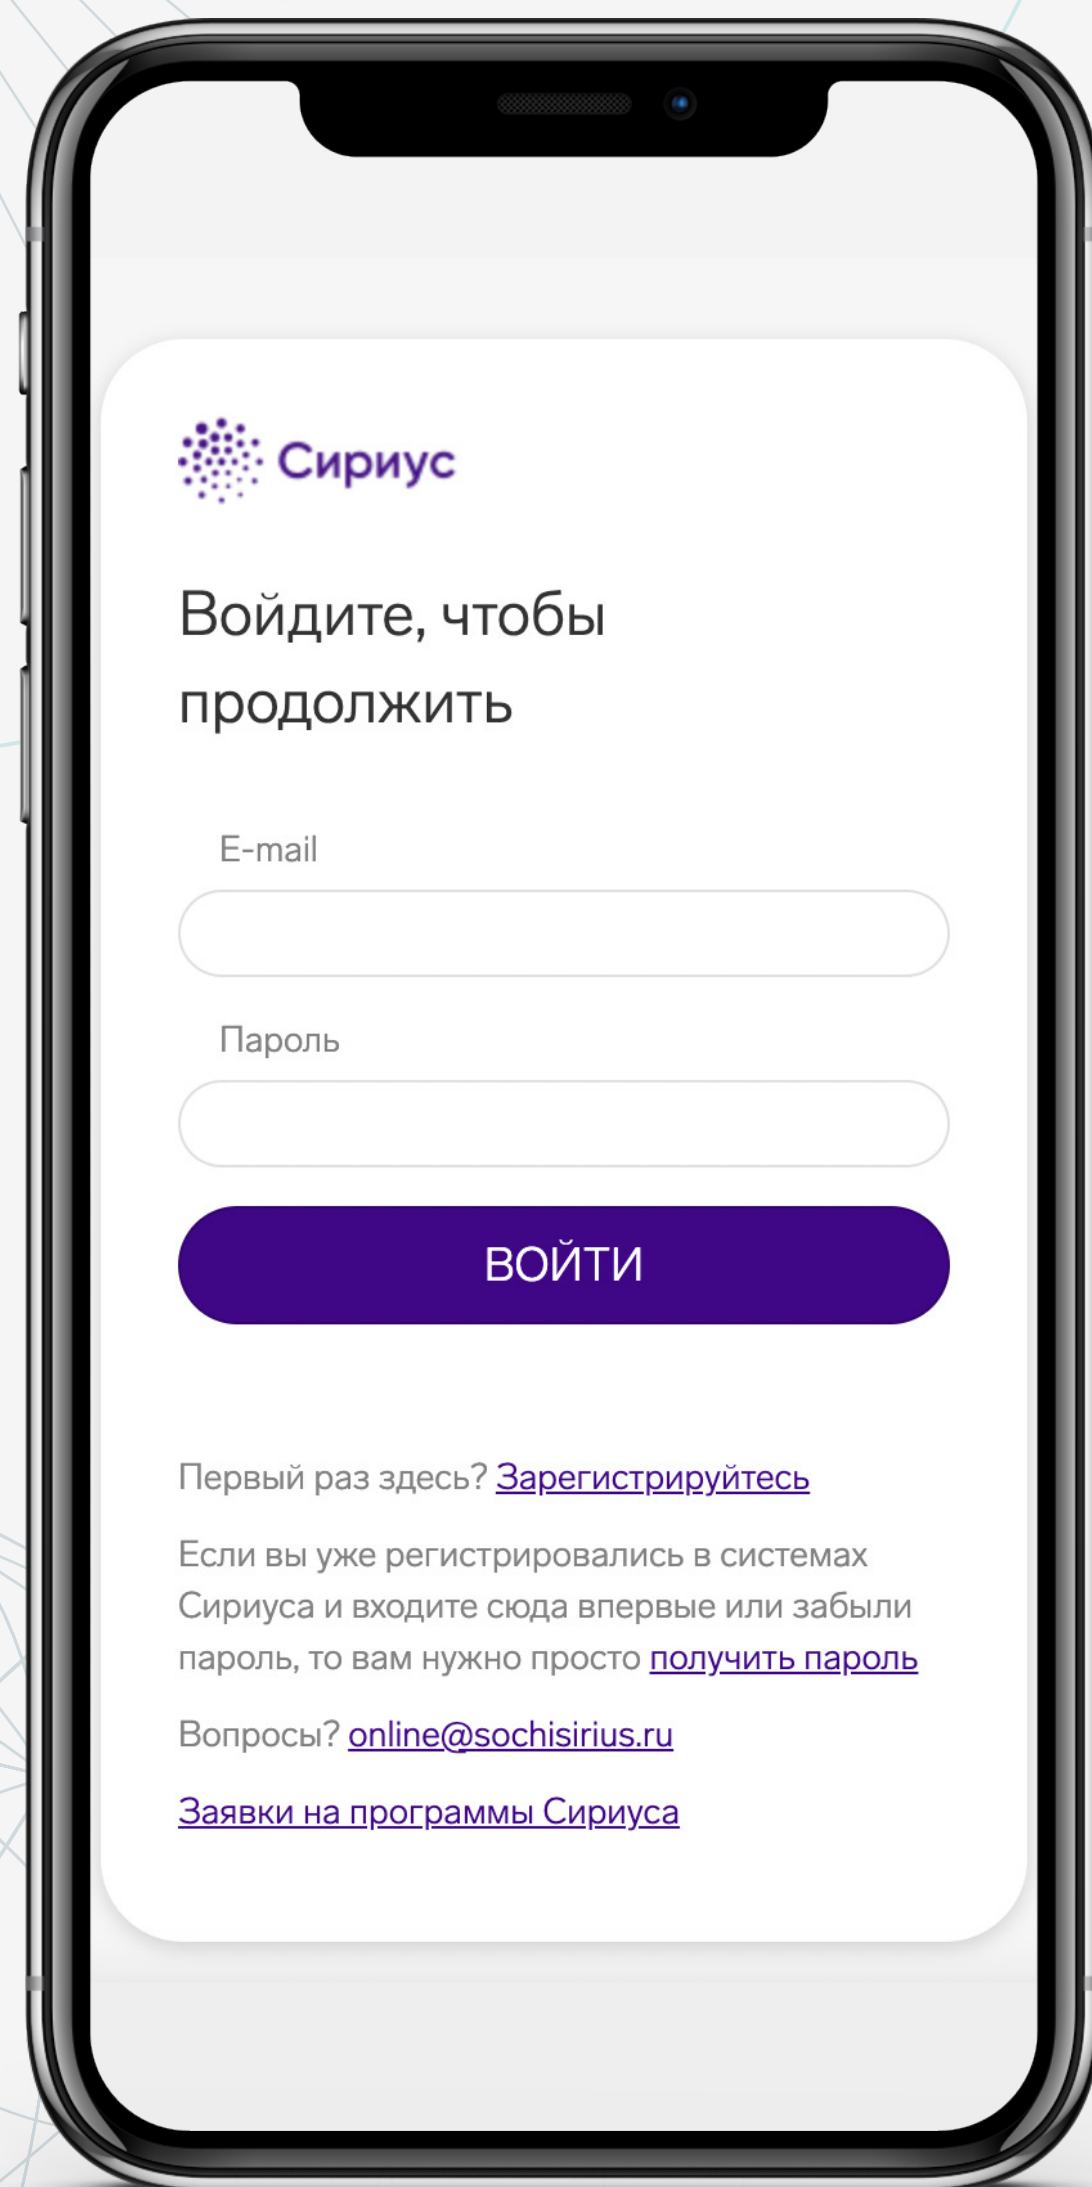 Сириус
Войдите, чтобы
продолжить
E-mail
Пароль
ВОЙТИ
Первый раз здесь? Зарегистрируйтесь
Если вы уже регистрировались в системах
Сириуса и входите сюда впервые или забыли
пароль, то вам нужно просто получить пароль
Вопросы? online@sochisirius.ru
Заявки на программы Сириуса